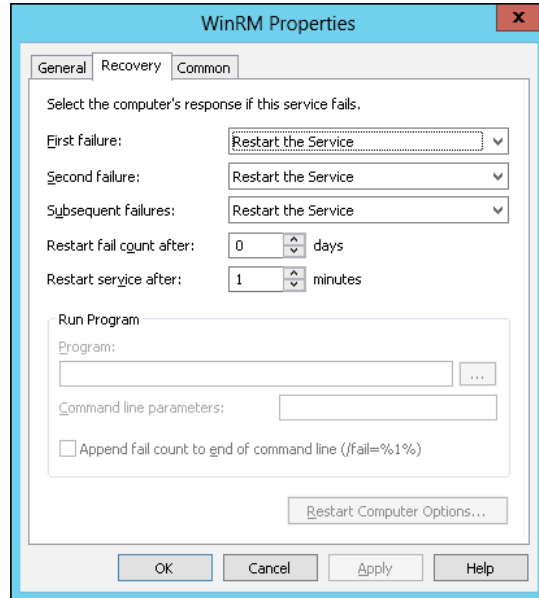 WinRM Properties
x
General Recovery Common
Select the computer's response if this service fails.
First failure: Restart the Service
Second failure: Restart the Service
Subsequent failures: Restart the Service
Restart fail count after: 0 days
Restart service after: 1 minutes
Run Program
Program:
...
Command line parameters:
Append fail count to end of command line (/fail=%1%)
Restart Computer Options...
OK Cancel Apply Help